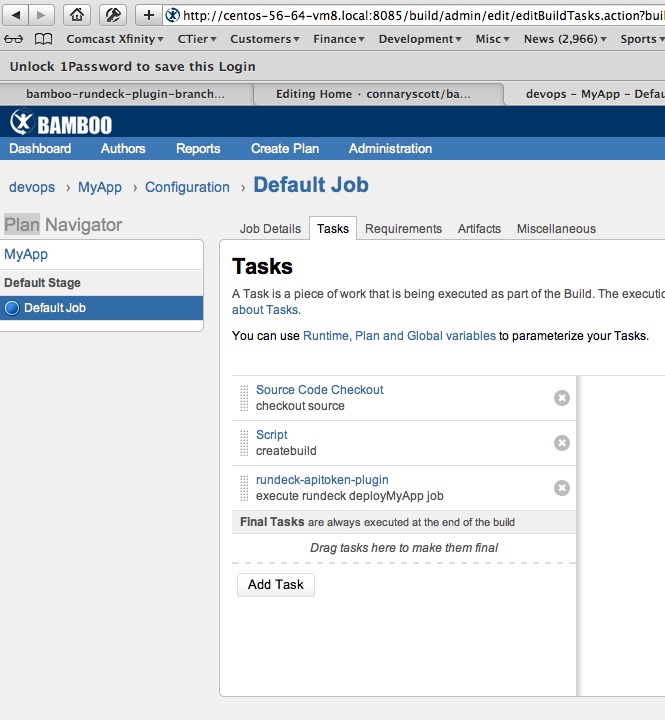 http://centos-56-64-vm8.local:8085/build/admin/edit/editBuildTasks.action?bui
Comcast Xfinity CTier Customers Finance Development Misc News (2,966) Sports
Unlock 1Password to save this Login
bamboo-rundeck-plugin-branch... Editing Home · connaryscott/ba... devops – MyApp – Defau
BAMBOO
Dashboard Authors Reports Create Plan Administration
devops › MyApp › Configuration › Default Job
Plan Navigator
MyApp
Default Stage
Default Job
Job Details Tasks Requirements Artifacts Miscellaneous
Tasks
A Task is a piece of work that is being executed as part of the Build. The executio
about Tasks.
You can use Runtime, Plan and Global variables to parameterize your Tasks.
Source Code Checkout
checkout source
Script
createbuild
rundeck-apitoken-plugin
execute rundeck deployMyApp job
Final Tasks are always executed at the end of the build
Drag tasks here to make them final
Add Task